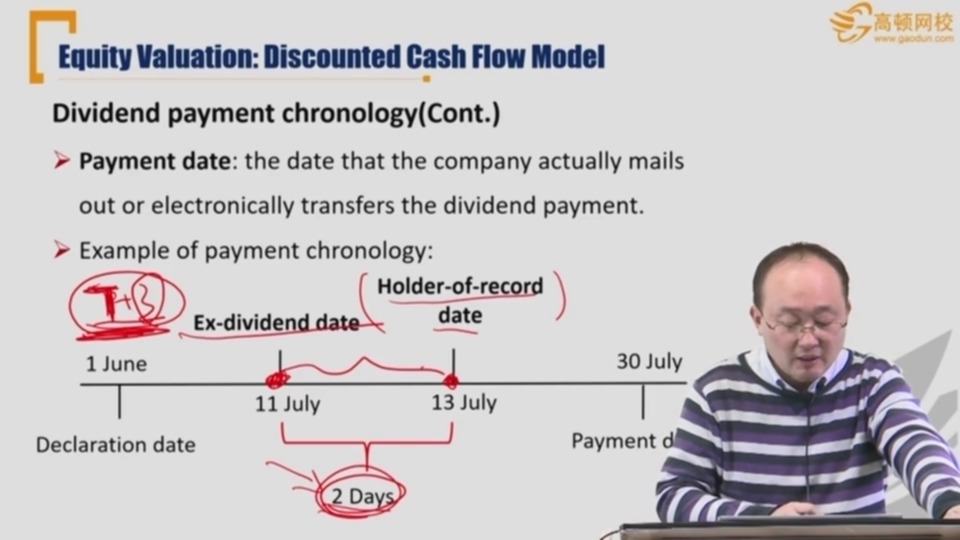 高顿网校
www.gaodun.com
Equity Valuation: Discounted Cash Flow Model
Dividend payment chronology(Cont.)
Payment date: the date that the company actually mails
out or electronically transfers the dividend payment.
Example of payment chronology:
T+3
Holder-of-record
date
Ex-dividend date
1 June
30 July
11 July
13 July
Declaration date
Payment d
2 Days